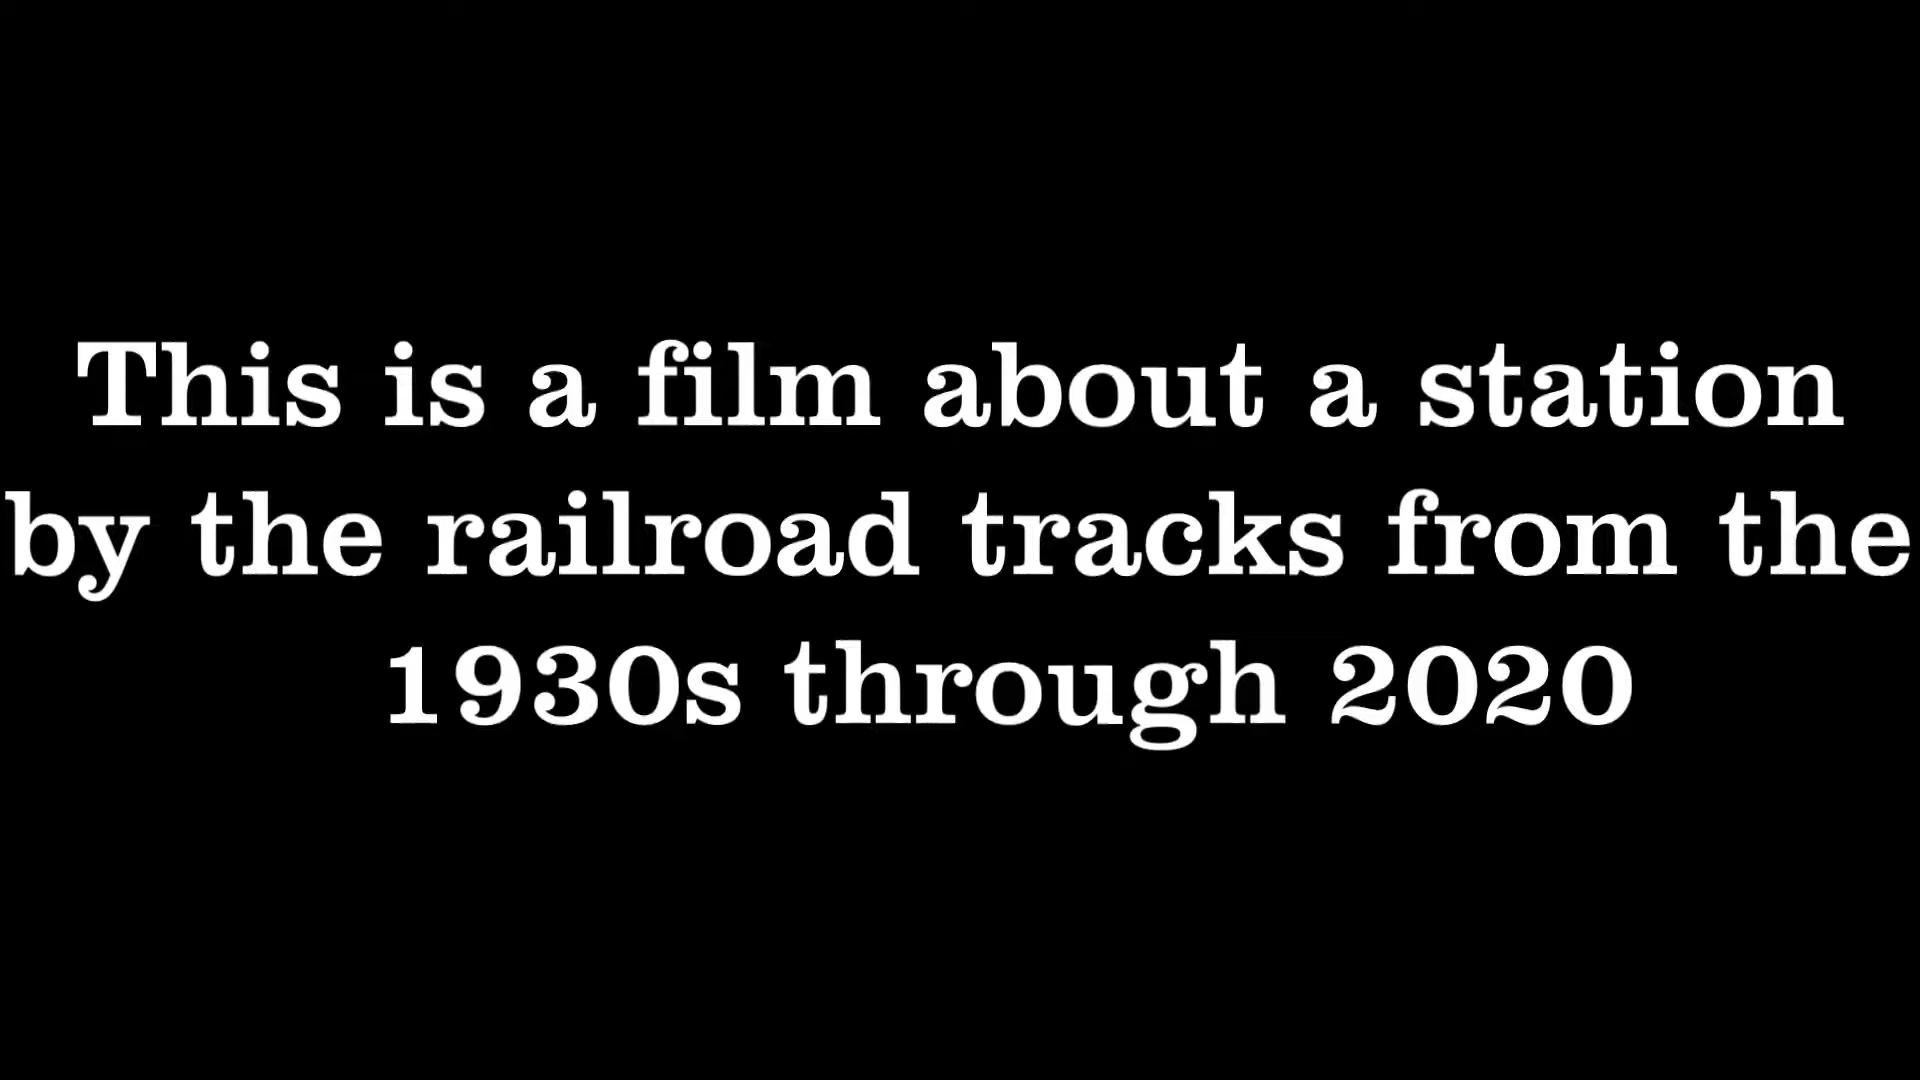 This is a film about a station
by the railroad tracks from the
1930s through 2020